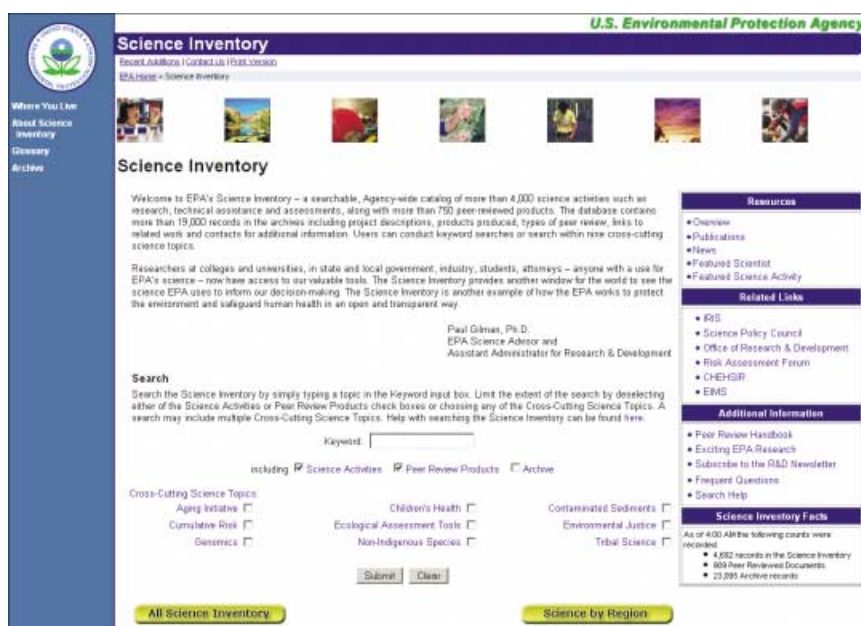 U.S. Environmental Protection Agency
Science Inventory
Recent Additions | Contact Us | Print Version
EPA Home > Science Inventory
Where You Live
About Science
Inventory
Glossary
Archive
Science Inventory
Welcome to EPA's Science Inventory – a searchable, Agency-wide catalog of more than 4,000 science activities such as
research, technical assistance and assessments, along with more than 750 peer-reviewed products. The database contains
more than 19,000 records in the archives including project descriptions, products produced, types of peer review, links to
related work and contacts for additional information. Users can conduct keyword searches or search within nine cross-cutting
science topics.
Researchers at colleges and universities, in state and local government, industry, students, attorneys – anyone with a use for
EPA's science – now have access to our valuable tools. The Science Inventory provides another window for the world to see the
science EPA uses to inform our decision-making. The Science Inventory is another example of how the EPA works to protect
the environment and safeguard human health in an open and transparent way.
Paul Gilman, Ph.D.
EPA Science Advisor and
Assistant Administrator for Research & Development
Search
Search the Science Inventory by simply typing a topic in the Keyword input box. Limit the extent of the search by deselecting
either of the Science Activities or Peer Review Products check boxes or choosing any of the Cross-Cutting Science Topics. A
search may include multiple Cross-Cutting Science Topics. Help with searching the Science Inventory can be found here.
Keyword:
including Science Activities Peer Review Products Archive
Cross-Cutting Science Topics:
Aging Initiative Children's Health Contaminated Sediments
Cumulative Risk Ecological Assessment Tools Environmental Justice
Genomics Non-Indigenous Species Tribal Science
Submit Clear
All Science Inventory Science by Region
Resources
Overview
Publications
News
Featured Scientist
Featured Science Activity
Related Links
IRIS
Science Policy Council
Office of Research & Development
Risk Assessment Forum
CHEHSIR
EIMS
Additional Information
Peer Review Handbook
Exciting EPA Research
Subscribe to the R&D Newsletter
Frequent Questions
Search Help
Science Inventory Facts
As of 4:00 AM the following counts were
recorded:
records in the Science Inventory
Peer Reviewed Documents
Archive records